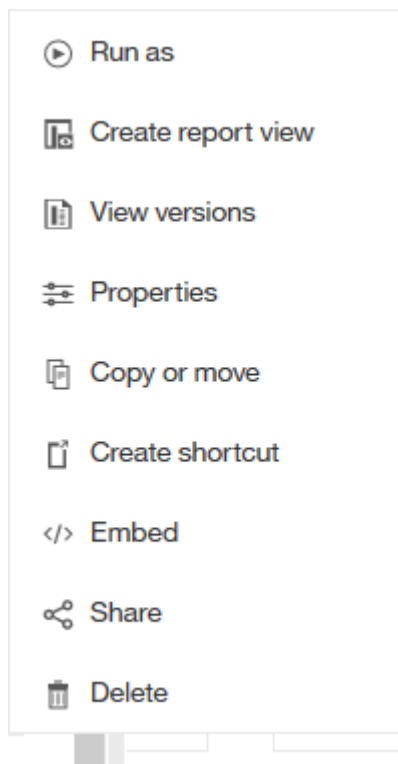 Run as
Create report view
View versions
Properties
Copy or move
Create shortcut
Embed
Share
Delete